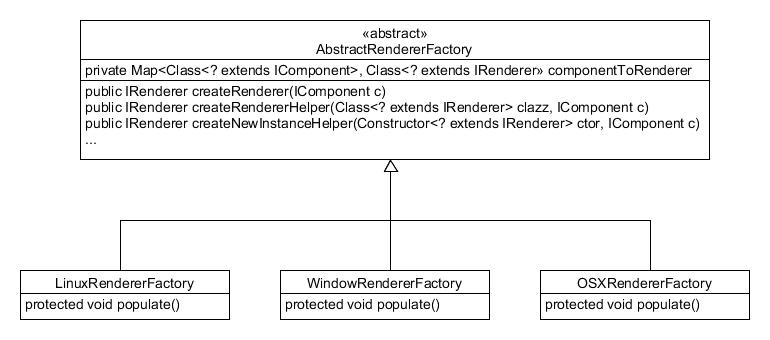 «abstract»
AbstractRendererFactory
private Map<Class<? extends IComponent>, Class<? extends IRenderer» componentToRenderer
public IRenderer createRenderer(IComponent c)
public IRenderer createRendererHelper(Class<? extends IRenderer> clazz, IComponent c)
public IRenderer createNewInstanceHelper(Constructor<? extends IRenderer> ctor, IComponent c)
...
LinuxRendererFactory
protected void populate()
WindowRendererFactory
protected void populate()
OSXRendererFactory
protected void populate()